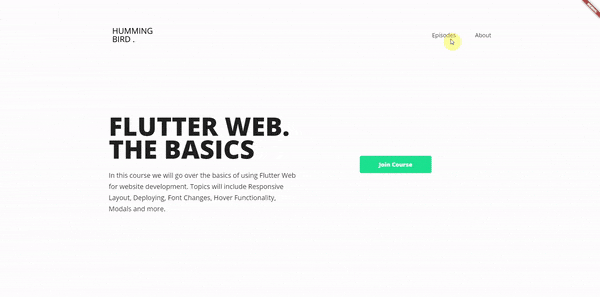 HUMMING
BIRD .
Episodes
About
FLUTTER WEB.
THE BASICS
In this course we will go over the basics of using Flutter Web
for website development. Topics will include Responsive
Layout, Deploying, Font Changes, Hover Functionality,
Modals and more.
Join Course